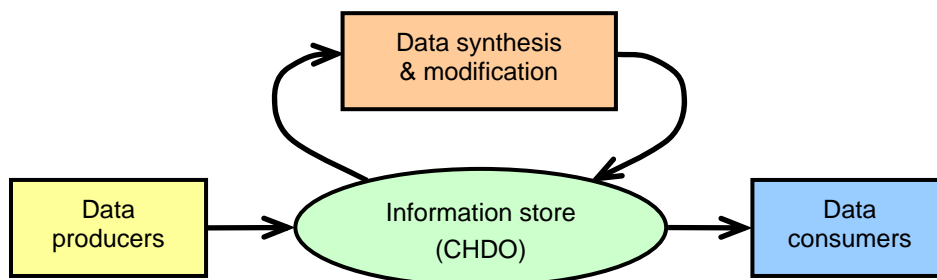 Data synthesis
& modification
Data
producers
Information store
(CHDO)
Data
consumers